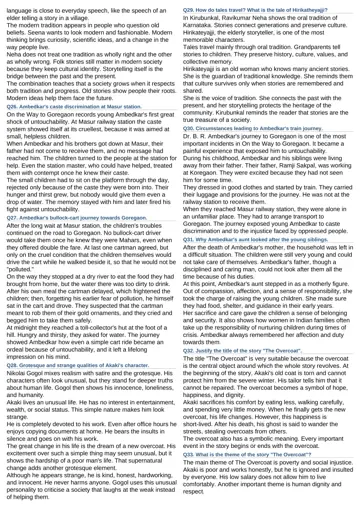 language is close to everyday speech, like the speech of an
elder telling a story in a village.
The modern tradition appears in people who question old
beliefs. Seena wants to look modern and fashionable. Modern
thinking brings curiosity, scientific ideas, and a change in the
way people live.
Neha does not treat one tradition as wholly right and the other
as wholly wrong. Folk stories still matter in modern society
because they keep cultural identity. Storytelling itself is the
bridge between the past and the present.
The combination teaches that a society grows when it respects
both tradition and progress. Old stories show people their roots.
Modern ideas help them face the future.
Q26. Ambedkar's caste discrimination at Masur station.
On the Way to Goregaon records young Ambedkar's first great
shock of untouchability. At Masur railway station the caste
system showed itself at its cruellest, because it was aimed at
small, helpless children.
When Ambedkar and his brothers got down at Masur, their
father had not come to receive them, and no message had
reached him. The children turned to the people at the station for
help. Even the station master, who could have helped, treated
them with contempt once he knew their caste.
The small children had to sit on the platform through the day,
rejected only because of the caste they were born into. Their
hunger and thirst grew, but nobody would give them even a
drop of water. The memory stayed with him and later fired his
fight against untouchability.
Q27. Ambedkar's bullock-cart journey towards Goregaon.
After the long wait at Masur station, the children's troubles
continued on the road to Goregaon. No bullock-cart driver
would take them once he knew they were Mahars, even when
they offered double the fare. At last one cartman agreed, but
only on the cruel condition that the children themselves would
drive the cart while he walked beside it, so that he would not be
"polluted."
On the way they stopped at a dry river to eat the food they had
brought from home, but the water there was too dirty to drink.
After his own meal the cartman delayed, which frightened the
children; then, forgetting his earlier fear of pollution, he himself
sat in the cart and drove. They suspected that the cartman
meant to rob them of their gold ornaments, and they cried and
begged him to take them safely.
At midnight they reached a toll-collector's hut at the foot of a
hill. Hungry and thirsty, they asked for water. The journey
showed Ambedkar how even a simple cart ride became an
ordeal because of untouchability, and it left a lifelong
impression on his mind.
Q28. Grotesque and strange qualities of Akaki's character.
Nikolai Gogol mixes realism with satire and the grotesque. His
characters often look unusual, but they stand for deeper truths
about human life. Gogol then shows his innocence, loneliness,
and humanity.
Akaki lives an unusual life. He has no interest in entertainment,
wealth, or social status. This simple nature makes him look
strange.
He is completely devoted to his work. Even after office hours he
enjoys copying documents at home. He bears the insults in
silence and goes on with his work.
The great change in his life is the dream of a new overcoat. His
excitement over such a simple thing may seem unusual, but it
shows the hardship of a poor man's life. That supernatural
change adds another grotesque element.
Although he appears strange, he is kind, honest, hardworking,
and innocent. He never harms anyone. Gogol uses this unusual
personality to criticise a society that laughs at the weak instead
of helping them.
Q29. How do tales travel? What is the tale of Hirikatheyajji?
In Kirubunkal, Ravikumar Neha shows the oral tradition of
Karnataka. Stories connect generations and preserve culture.
Hirikatheyajji, the elderly storyteller, is one of the most
memorable characters.
Tales travel mainly through oral tradition. Grandparents tell
stories to children. They preserve history, culture, values, and
collective memory.
Hirikatheyajji is an old woman who knows many ancient stories.
She is the guardian of traditional knowledge. She reminds them
that culture survives only when stories are remembered and
shared.
She is the voice of tradition. She connects the past with the
present, and her storytelling protects the heritage of the
community. Kirubunkal reminds the reader that stories are the
true treasure of a society.
Q30. Circumstances leading to Ambedkar's train journey.
Dr. B. R. Ambedkar's Journey to Goregaon is one of the most
important incidents in On the Way to Goregaon. It became a
painful experience that exposed him to untouchability.
During his childhood, Ambedkar and his siblings were living
away from their father. Their father, Ramji Sakpal, was working
at Koregaon. They were excited because they had not seen
him for some time.
They dressed in good clothes and started by train. They carried
their luggage and provisions for the journey. He was not at the
railway station to receive them.
When they reached Masur railway station, they were alone in
an unfamiliar place. They had to arrange transport to
Goregaon. The journey exposed young Ambedkar to caste
discrimination and to the injustice faced by oppressed people.
Q31. Why Ambedkar's aunt looked after the young siblings.
After the death of Ambedkar's mother, the household was left in
a difficult situation. The children were still very young and could
not take care of themselves. Ambedkar's father, though a
disciplined and caring man, could not look after them all the
time because of his duties.
At this point, Ambedkar's aunt stepped in as a motherly figure.
Out of compassion, affection, and a sense of responsibility, she
took the charge of raising the young children. She made sure
they had food, shelter, and guidance in their early years.
Her sacrifice and care gave the children a sense of belonging
and security. It also shows how women in Indian families often
take up the responsibility of nurturing children during times of
crisis. Ambedkar always remembered her affection and duty
towards them
Q32. Justify the title of the story "The Overcoat".
The title "The Overcoat" is very suitable because the overcoat
is the central object around which the whole story revolves. At
the beginning of the story, Akaki's old coat is torn and cannot
protect him from the severe winter. His tailor tells him that it
cannot be repaired. The overcoat becomes a symbol of hope,
happiness, and dignity.
Akaki sacrifices his comfort by eating less, walking carefully,
and spending very little money. When he finally gets the new
overcoat, his life changes. However, this happiness is
short-lived. After his death, his ghost is said to wander the
streets, stealing overcoats from others.
The overcoat also has a symbolic meaning. Every important
event in the story begins or ends with the overcoat.
Q33. What is the theme of the story "The Overcoat"?
The main theme of The Overcoat is poverty and social injustice.
Akaki is poor and works honestly, but he is ignored and insulted
by everyone. His low salary does not allow him to live
comfortably. Another important theme is human dignity and
respect.